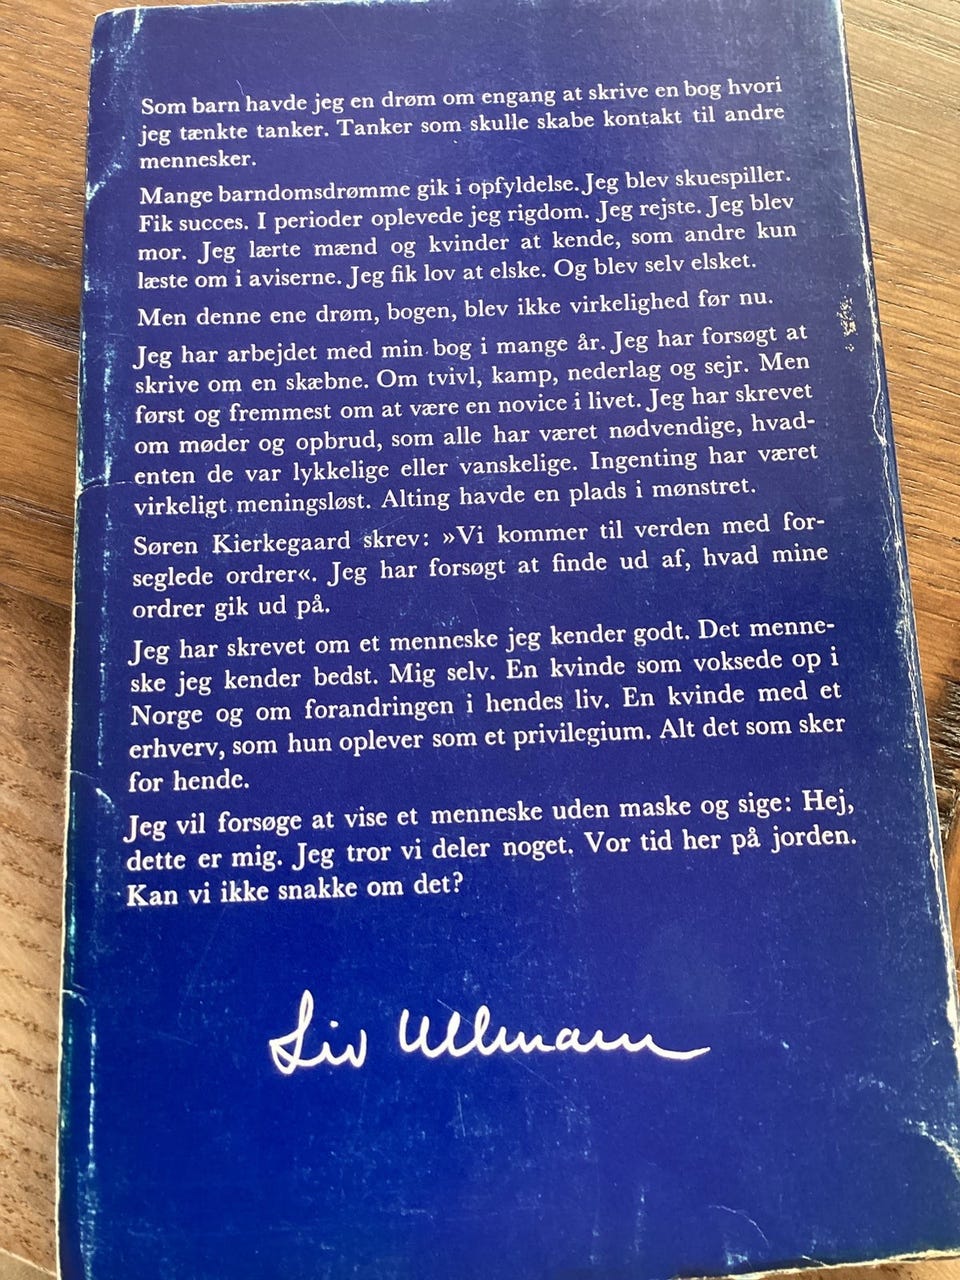 Som barn havde jeg en drøm om engang at skrive en bog hvori
jeg tænkte tanker. Tanker som skulle skabe kontakt til andre
mennesker.
Mange barndomsdrømme gik i opfyldelse. Jeg blev skuespiller.
Fik succes. I perioder oplevede jeg rigdom. Jeg rejste. Jeg blev
mor. Jeg lærte mænd og kvinder at kende, som andre kun
læste om i aviserne. Jeg fik lov at elske. Og blev selv elsket.
Men denne ene drøm, bogen, blev ikke virkelighed før nu.
Jeg har arbejdet med min bog i mange år. Jeg har forsøgt at
skrive om en skæbne. Om tvivl, kamp, nederlag og sejr. Men
først og fremmest om at være en novice i livet. Jeg har skrevet
om møder og opbrud, som alle har været nødvendige, hvad-
enten de var lykkelige eller vanskelige. Ingenting har været
virkeligt meningsløst. Alting havde en plads i mønstret.
Søren Kierkegaard skrev: »Vi kommer til verden med for-
seglede ordrer«. Jeg har forsøgt at finde ud af, hvad mine
ordrer gik ud på.
Jeg har skrevet om et menneske jeg kender godt. Det menne-
ske jeg kender bedst. Mig selv. En kvinde som voksede op i
Norge og om forandringen i hendes liv. En kvinde med et
erhverv, som hun oplever som et privilegium. Alt det som sker
for hende.
Jeg vil forsøge at vise et menneske uden maske og sige: Hej,
dette er mig. Jeg tror vi deler noget. Vor tid her på jorden.
Kan vi ikke snakke om det?
Liv Ullmann